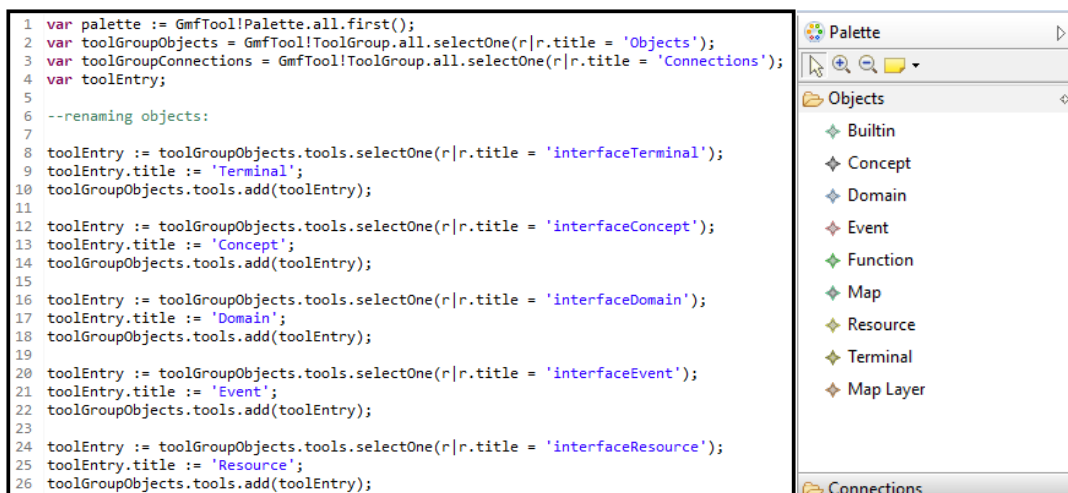 1 var palette := GmfTool!Palette.all.first();
2 var toolGroupObjects = GmfTool!ToolGroup.all.selectOne(r|r.title = 'Objects');
3 var toolGroupConnections = GmfTool!ToolGroup.all.selectOne(r|r.title = 'Connections');
4 var toolEntry;
5
6 --renaming objects:
7
8 toolEntry := toolGroupObjects.tools.selectOne(r|r.title = 'interfaceTerminal');
9 toolEntry.title := 'Terminal';
10 toolGroupObjects.tools.add(toolEntry);
11
12 toolEntry := toolGroupObjects.tools.selectOne(r|r.title = 'interfaceConcept');
13 toolEntry.title := 'Concept';
14 toolGroupObjects.tools.add(toolEntry);
15
16 toolEntry := toolGroupObjects.tools.selectOne(r|r.title = 'interfaceDomain');
17 toolEntry.title := 'Domain';
18 toolGroupObjects.tools.add(toolEntry);
19
20 toolEntry := toolGroupObjects.tools.selectOne(r|r.title = 'interfaceEvent');
21 toolEntry.title := 'Event';
22 toolGroupObjects.tools.add(toolEntry);
23
24 toolEntry := toolGroupObjects.tools.selectOne(r|r.title = 'interfaceResource');
25 toolEntry.title := 'Resource';
26 toolGroupObjects.tools.add(toolEntry);
Palette
Objects
Builtin
Concept
Domain
Event
Function
Map
Resource
Terminal
Map Layer
Connections